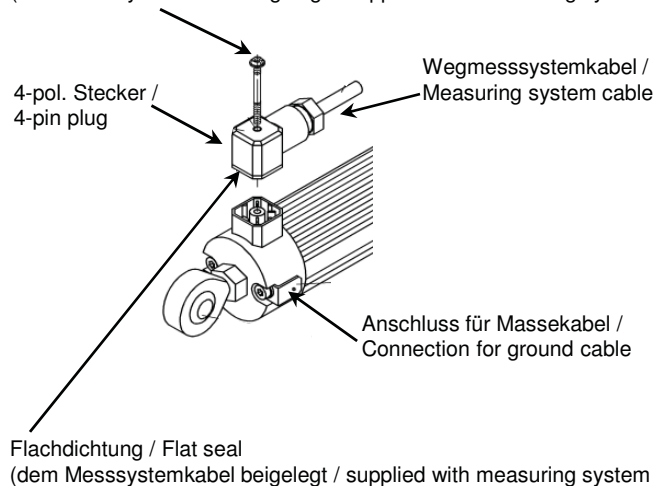 Wegmesssystemkabel /
Measuring system cable
4-pol. Stecker /
4-pin plug
Anschluss für Massekabel /
Connection for ground cable
Flachdichtung / Flat seal
(dem Messsystemkabel beigelegt / supplied with measuring system